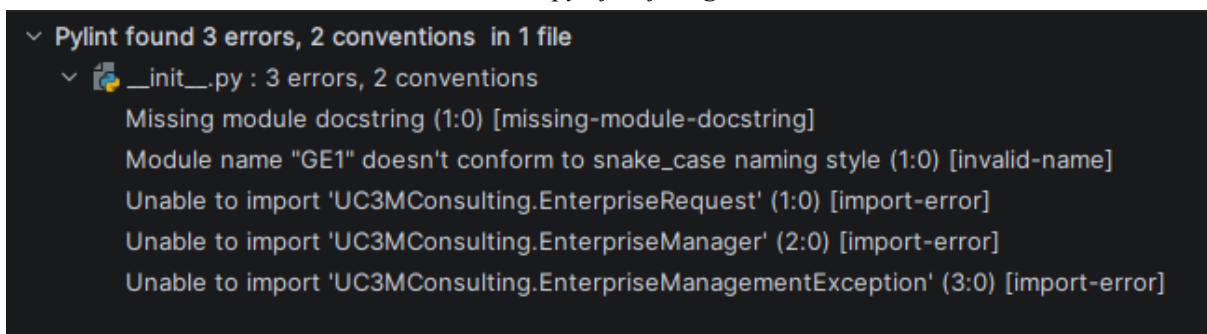 Pylint found 3 errors, 2 conventions in 1 file
__init__.py : 3 errors, 2 conventions
Missing module docstring (1:0) [missing-module-docstring]
Module name "GE1" doesn't conform to snake_case naming style (1:0) [invalid-name]
Unable to import 'UC3MConsulting.EnterpriseRequest' (1:0) [import-error]
Unable to import 'UC3MConsulting.EnterpriseManager' (2:0) [import-error]
Unable to import 'UC3MConsulting.EnterpriseManagementException' (3:0) [import-error]